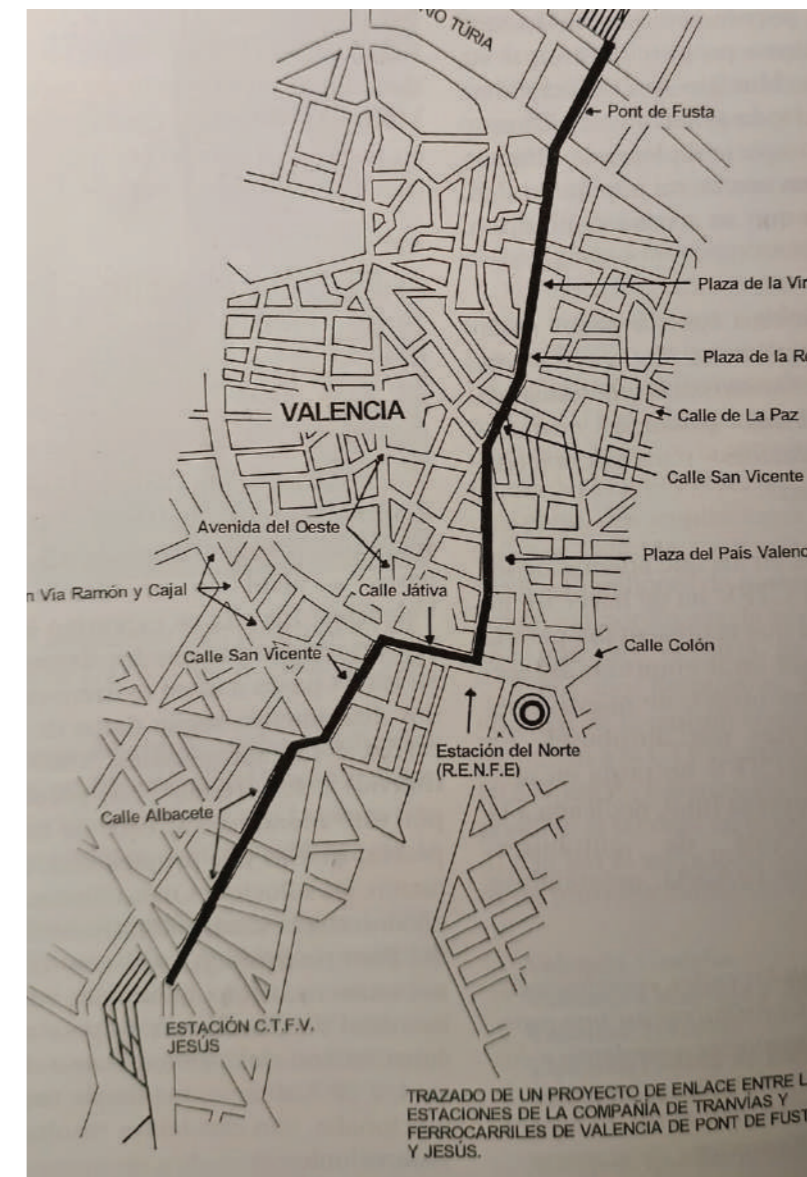 TÚRIA
Pont de Fusta
Plaza de la Vir
Plaza de la Re
VALENCIA
Calle de La Paz
Calle San Vicente
Avenida del Oeste
Plaza del País Valenc
n Via Ramón y Cajal
Calle Játiva
Calle San Vicente
Calle Colón
Estación del Norte
(R.E.N.F.E)
Calle Albacete
ESTACIÓN C.T.F.V.
JESÚS
TRAZADO DE UN PROYECTO DE ENLACE ENTRE L
ESTACIONES DE LA COMPAÑÍA DE TRANVÍAS Y
FERROCARRILES DE VALENCIA DE PONT DE FUST
Y JESÚS.